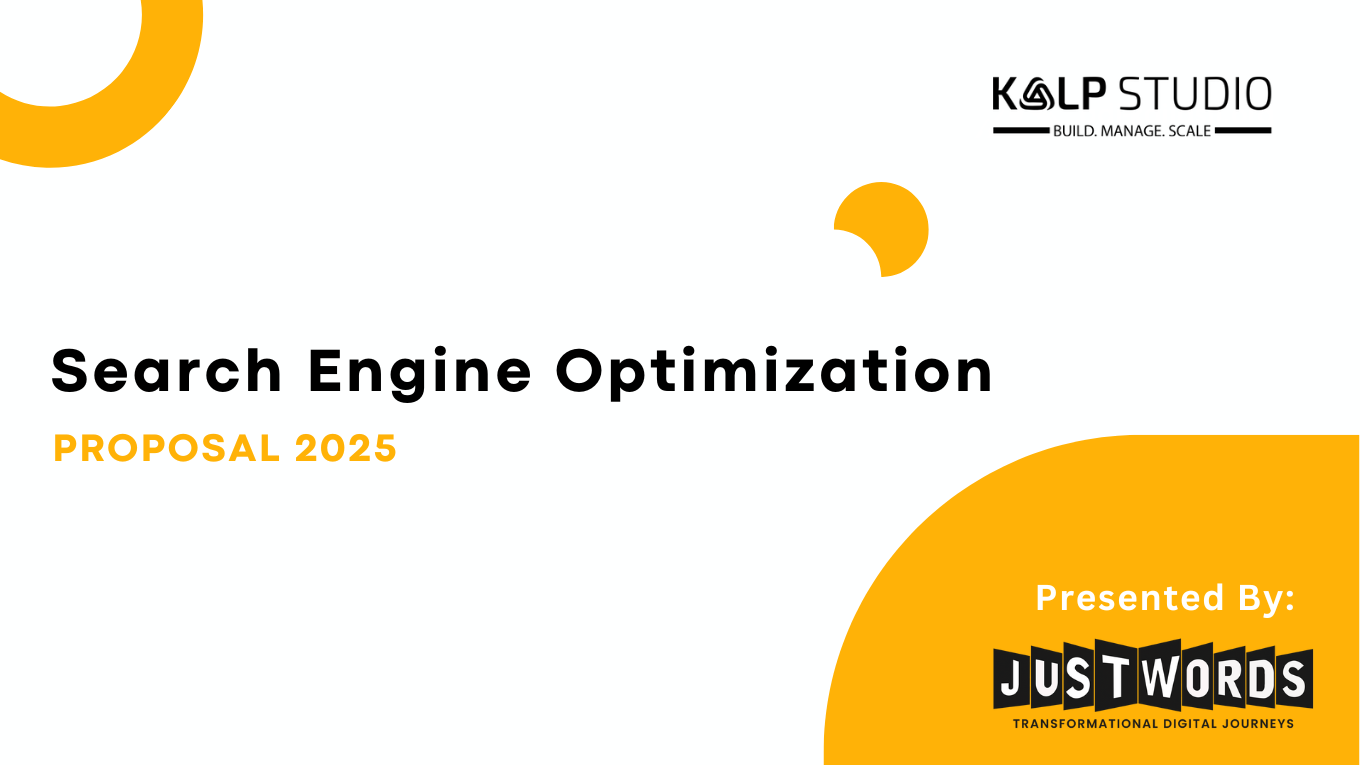 KALP STUDIO
BUILD. MANAGE. SCALE
Search Engine Optimization
PROPOSAL 2025
Presented By:
JUSTWORDS
TRANSFORMATIONAL DIGITAL JOURNEYS